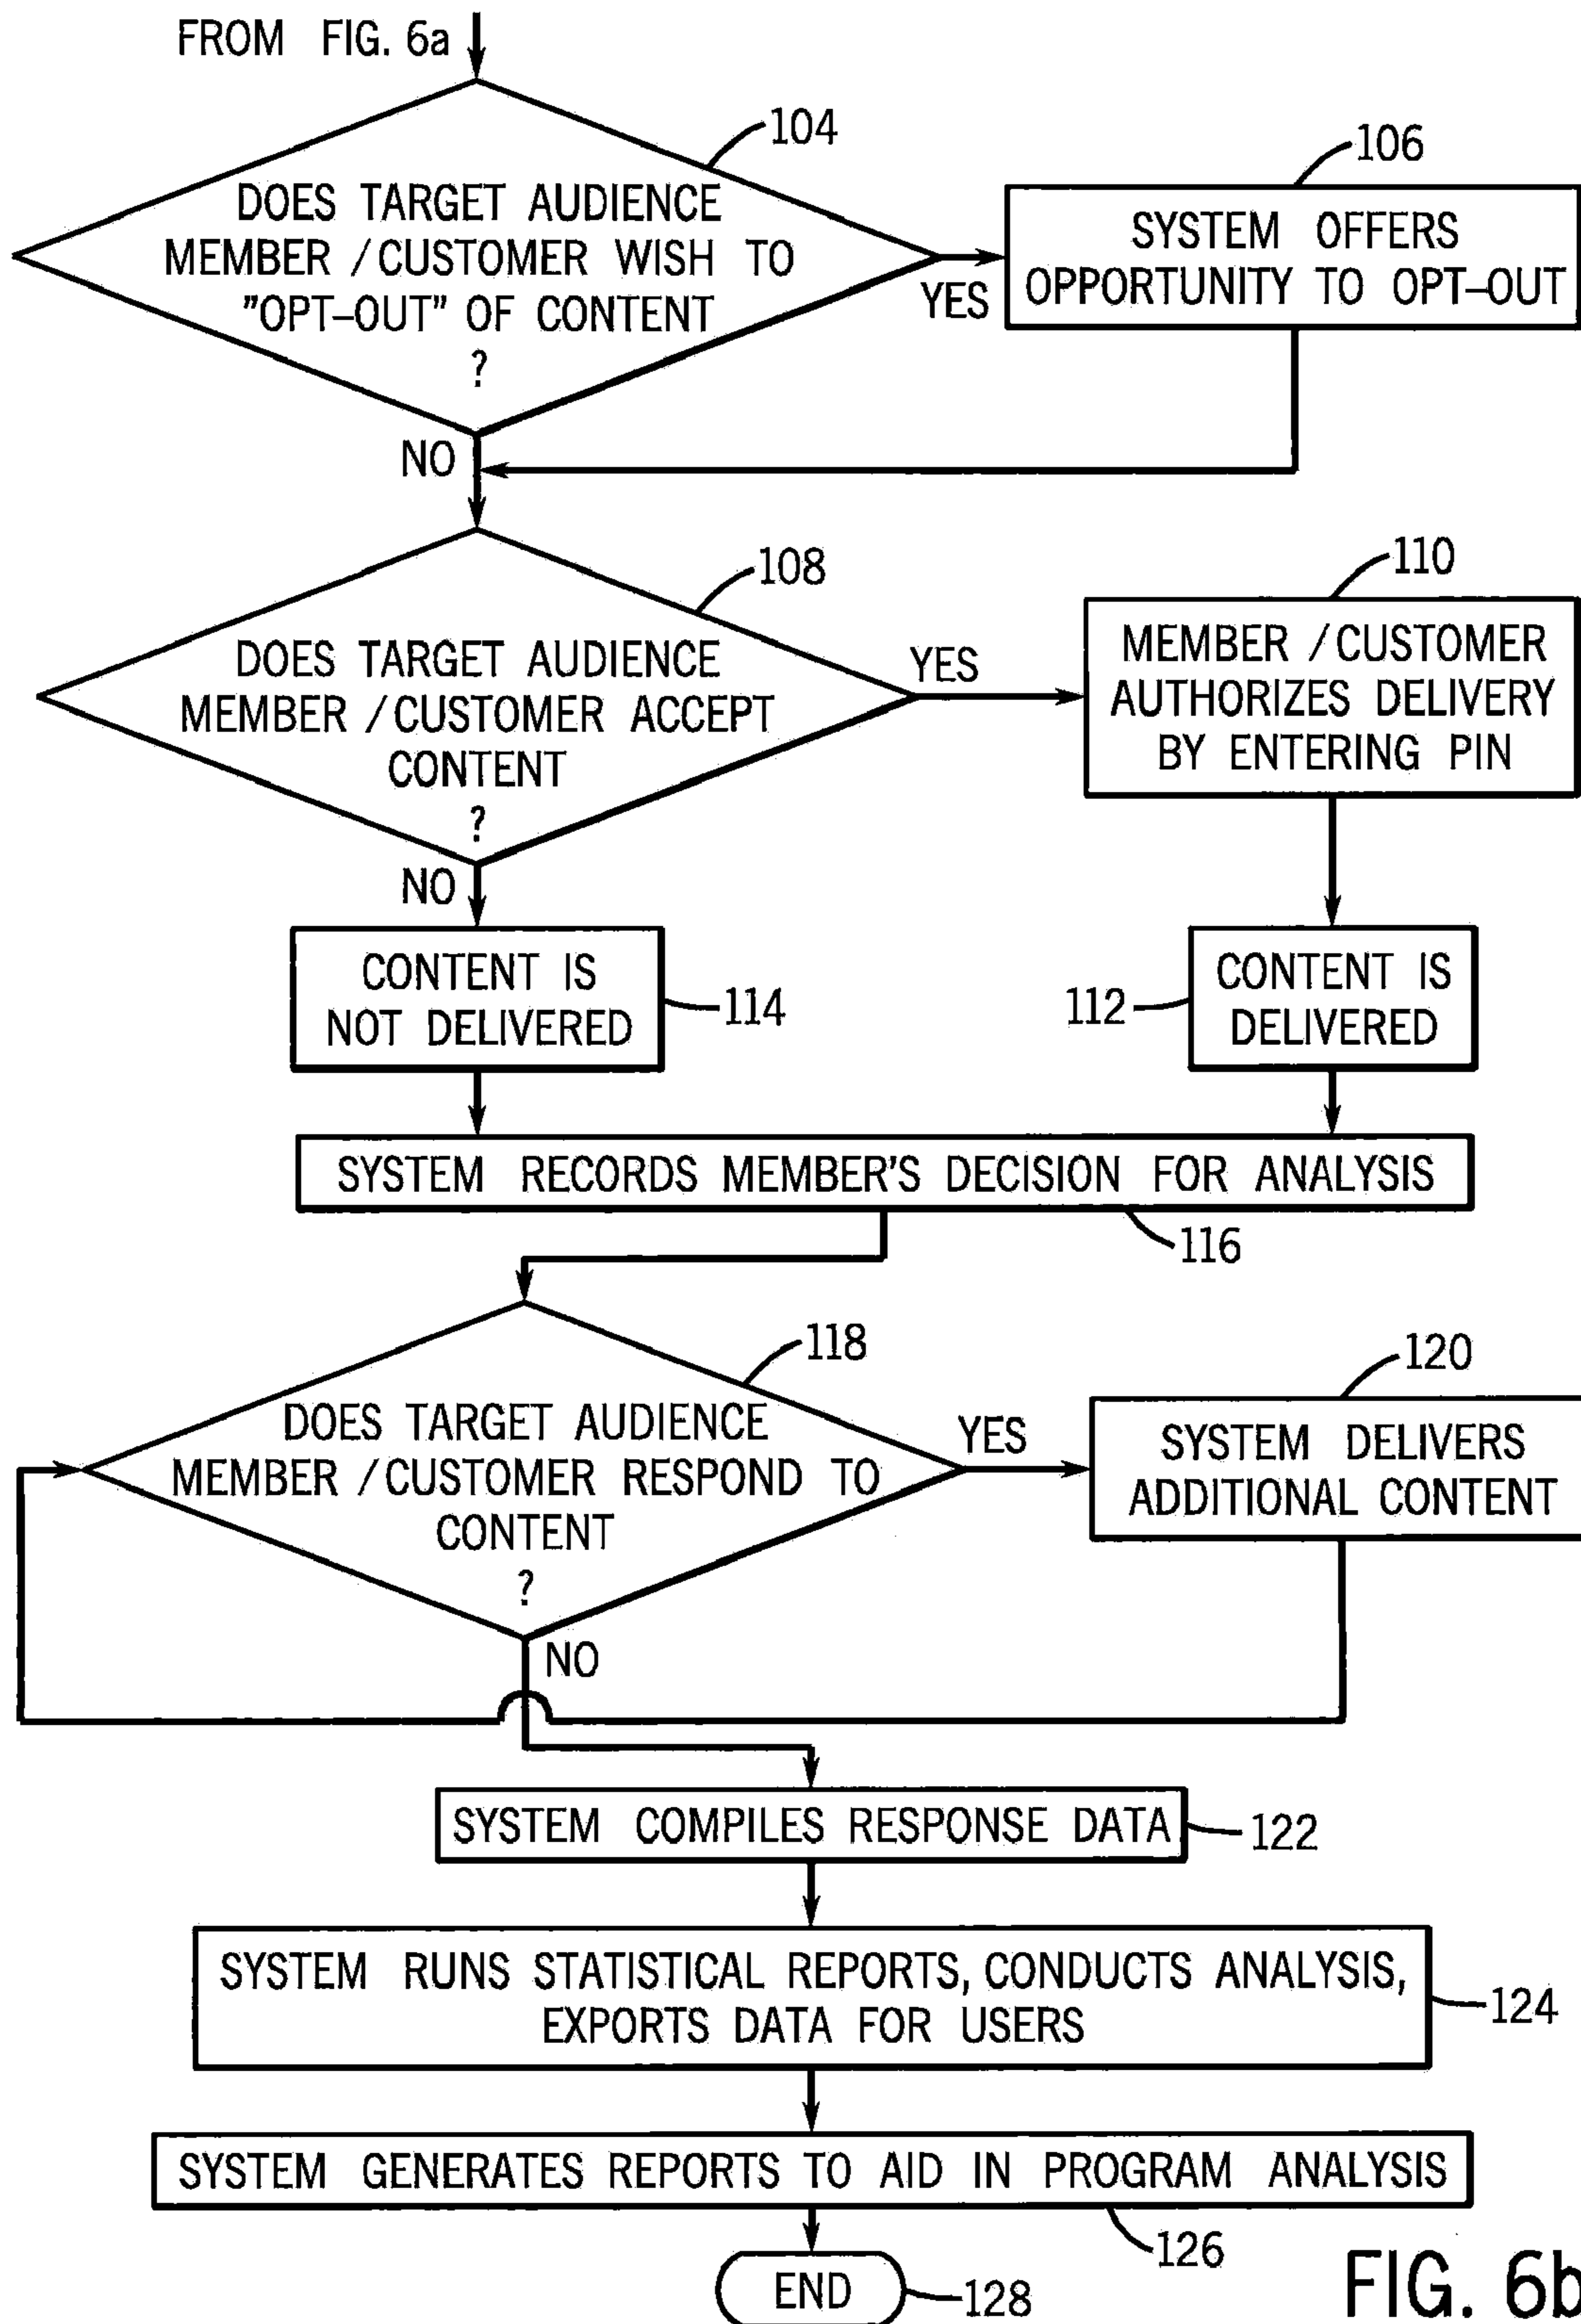 FROM FIG. 6a
104
DOES TARGET AUDIENCE
MEMBER / CUSTOMER WISH TO
"OPT–OUT" OF CONTENT
?
YES
106
SYSTEM OFFERS
OPPORTUNITY TO OPT–OUT
NO
108
DOES TARGET AUDIENCE
MEMBER / CUSTOMER ACCEPT
CONTENT
?
YES
110
MEMBER / CUSTOMER
AUTHORIZES DELIVERY
BY ENTERING PIN
NO
CONTENT IS
NOT DELIVERED
114
112
CONTENT IS
DELIVERED
SYSTEM RECORDS MEMBER'S DECISION FOR ANALYSIS
116
118
DOES TARGET AUDIENCE
MEMBER / CUSTOMER RESPOND TO
CONTENT
?
YES
120
SYSTEM DELIVERS
ADDITIONAL CONTENT
NO
SYSTEM COMPILES RESPONSE DATA
122
SYSTEM RUNS STATISTICAL REPORTS, CONDUCTS ANALYSIS,
EXPORTS DATA FOR USERS
124
SYSTEM GENERATES REPORTS TO AID IN PROGRAM ANALYSIS
126
END
128
FIG. 6b